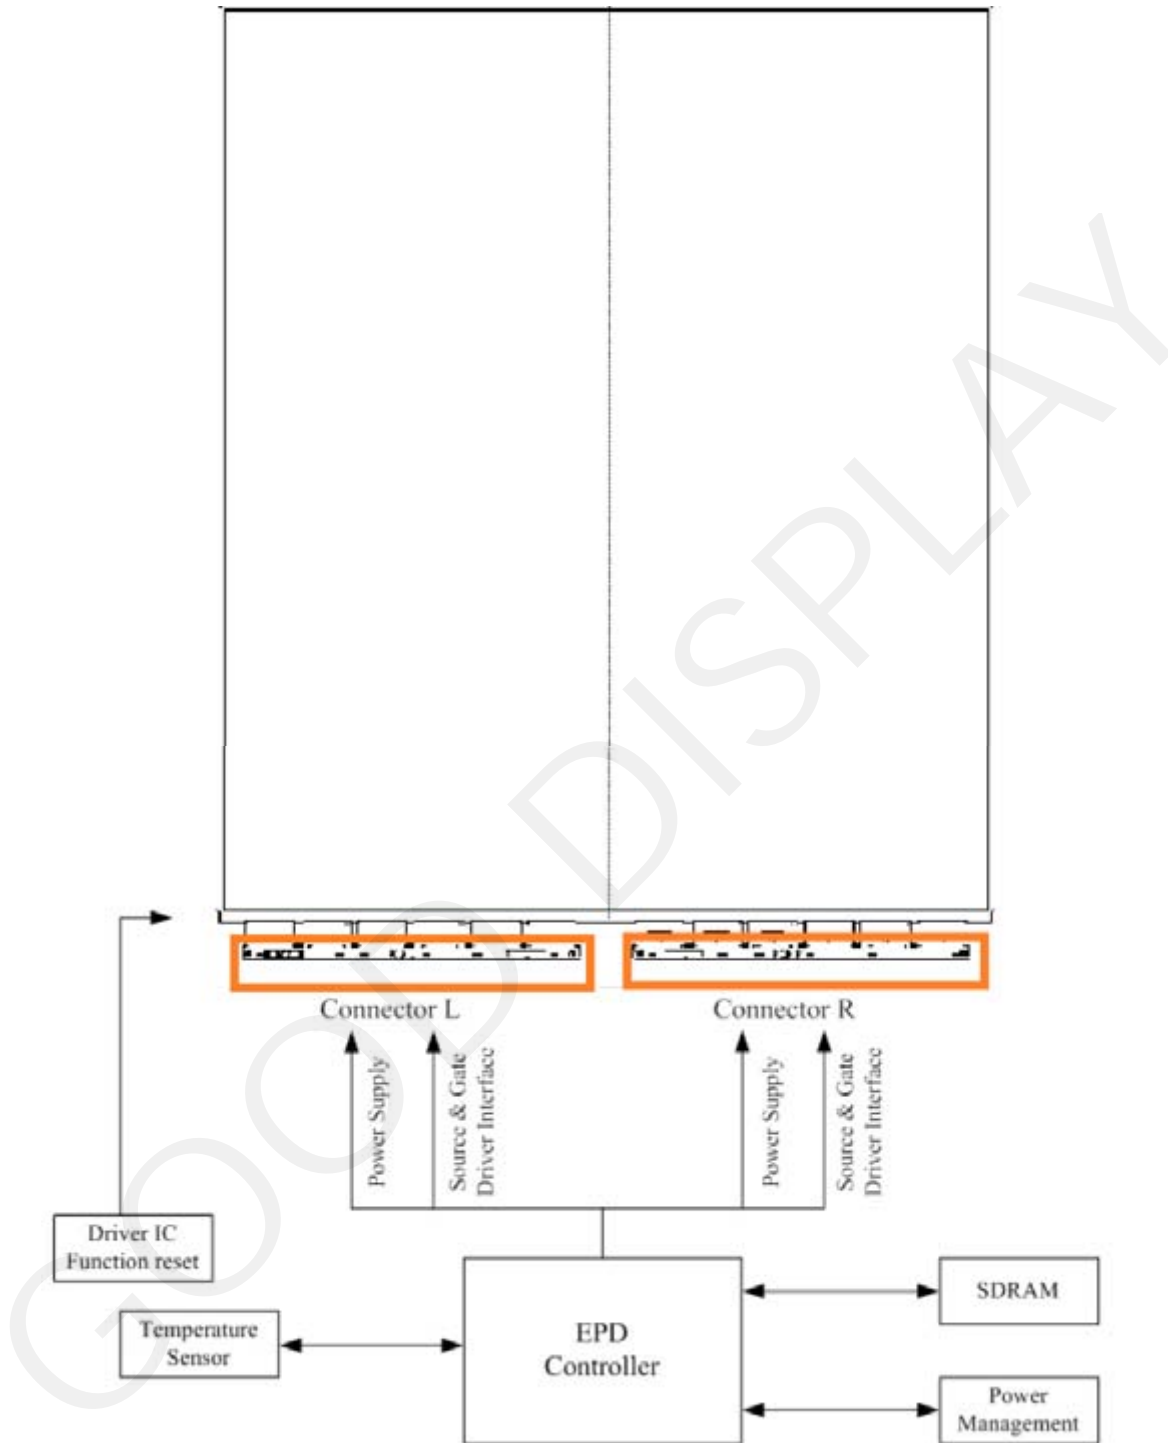 Connector L
Connector R
Power Supply
Source & Gate
Driver Interface
Power Supply
Source & Gate
Driver Interface
Driver IC
Function reset
SDRAM
Temperature
Sensor
EPD
Controller
Power
Management
GOOD DISPLAY